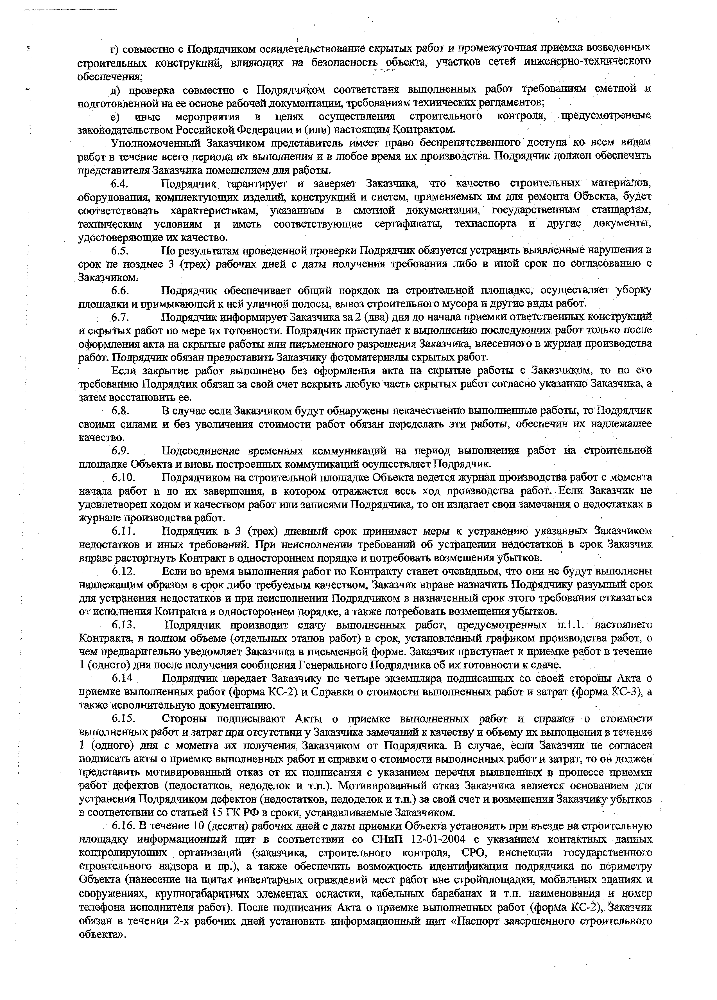 г) совместно с Подрядчиком освидетельствование скрытых работ и промежуточная приемка возведенных
строительных конструкций, влияющих на безопасность объекта, участков сетей инженерно-технического
обеспечения;
д) проверка совместно с Подрядчиком соответствия выполненных работ требованиям сметной и
подготовленной на ее основе рабочей документации, требованиям технических регламентов;
е) иные мероприятия в целях осуществления строительного контроля, предусмотренные
законодательством Российской Федерации и (или) настоящим Контрактом.
Уполномоченный Заказчиком представитель имеет право беспрепятственного доступа ко всем видам
работ в течение всего периода их выполнения и в любое время их производства. Подрядчик должен обеспечить
представителя Заказчика помещением для работы.
6.4. Подрядчик гарантирует и заверяет Заказчика, что качество строительных материалов,
оборудования, комплектующих изделий, конструкций и систем, применяемых им для ремонта Объекта, будет
соответствовать характеристикам, указанным в сметной документации, государственным стандартам,
техническим условиям и иметь соответствующие сертификаты, техпаспорта и другие документы,
удостоверяющие их качество.
6.5. По результатам проведенной проверки Подрядчик обязуется устранить выявленные нарушения в
срок не позднее 3 (трех) рабочих дней с даты получения требования либо в иной срок по согласованию с
Заказчиком.
6.6. Подрядчик обеспечивает общий порядок на строительной площадке, осуществляет уборку
площадки и примыкающей к ней уличной полосы, вывоз строительного мусора и другие виды работ.
6.7. Подрядчик информирует Заказчика за 2 (два) дня до начала приемки ответственных конструкций
и скрытых работ по мере их готовности. Подрядчик приступает к выполнению последующих работ только после
оформления акта на скрытые работы или письменного разрешения Заказчика, внесенного в журнал производства
работ. Подрядчик обязан предоставить Заказчику фотоматериалы скрытых работ.
Если закрытие работ выполнено без оформления акта на скрытые работы с Заказчиком, то по его
требованию Подрядчик обязан за свой счет вскрыть любую часть скрытых работ согласно указанию Заказчика, а
затем восстановить ее.
6.8. В случае если Заказчиком будут обнаружены некачественно выполненные работы, то Подрядчик
своими силами и без увеличения стоимости работ обязан переделать эти работы, обеспечив их надлежащее
качество.
6.9. Подсоединение временных коммуникаций на период выполнения работ на строительной
площадке Объекта и вновь построенных коммуникаций осуществляет Подрядчик.
6.10. Подрядчиком на строительной площадке Объекта ведется журнал производства работ с момента
начала работ и до их завершения, в котором отражается весь ход производства работ. Если Заказчик не
удовлетворен ходом и качеством работ или записями Подрядчика, то он излагает свои замечания о недостатках в
журнале производства работ.
6.11. Подрядчик в 3 (трех) дневный срок принимает меры к устранению указанных Заказчиком
недостатков и иных требований. При неисполнении требований об устранении недостатков в срок Заказчик
вправе расторгнуть Контракт в одностороннем порядке и потребовать возмещения убытков.
6.12. Если во время выполнения работ по Контракту станет очевидным, что они не будут выполнены
надлежащим образом в срок либо требуемым качеством, Заказчик вправе назначить Подрядчику разумный срок
для устранения недостатков и при неисполнении Подрядчиком в назначенный срок этого требования отказаться
от исполнения Контракта в одностороннем порядке, а также потребовать возмещения убытков.
6.13. Подрядчик производит сдачу выполненных работ, предусмотренных п.1.1. настоящего
Контракта, в полном объеме (отдельных этапов работ) в срок, установленный графиком производства работ, о
чем предварительно уведомляет Заказчика в письменной форме. Заказчик приступает к приемке работ в течение
1 (одного) дня после получения сообщения Генерального Подрядчика об их готовности к сдаче.
6.14 Подрядчик передает Заказчику по четыре экземпляра подписанных со своей стороны Акта о
приемке выполненных работ (форма КС-2) и Справки о стоимости выполненных работ и затрат (форма КС-3), а
также исполнительную документацию.
6.15. Стороны подписывают Акты о приемке выполненных работ и справки о стоимости
выполненных работ и затрат при отсутствии у Заказчика замечаний к качеству и объему их выполнения в течение
1 (одного) дня с момента их получения Заказчиком от Подрядчика. В случае, если Заказчик не согласен
подписать акты о приемке выполненных работ и справки о стоимости выполненных работ и затрат, то он должен
представить мотивированный отказ от их подписания с указанием перечня выявленных в процессе приемки
работ дефектов (недостатков, недоделок и т.п.). Мотивированный отказ Заказчика является основанием для
устранения Подрядчиком дефектов (недостатков, недоделок и т.п.) за свой счет и возмещения Заказчику убытков
в соответствии со статьей 15 ГК РФ в сроки, устанавливаемые Заказчиком.
6.16. В течение 10 (десяти) рабочих дней с даты приемки Объекта установить при въезде на строительную
площадку информационный щит в соответствии со СНиП 12-01-2004 с указанием контактных данных
контролирующих организаций (заказчика, строительного контроля, СРО, инспекции государственного
строительного надзора и пр.), а также обеспечить возможность идентификации подрядчика по периметру
Объекта (нанесение на щитах инвентарных ограждений мест работ вне стройплощадки, мобильных зданиях и
сооружениях, крупногабаритных элементах оснастки, кабельных барабанах и т.п. наименования и номер
телефона исполнителя работ). После подписания Акта о приемке выполненных работ (форма КС-2), Заказчик
обязан в течении 2-х рабочих дней установить информационный щит «Паспорт завершенного строительного
объекта».